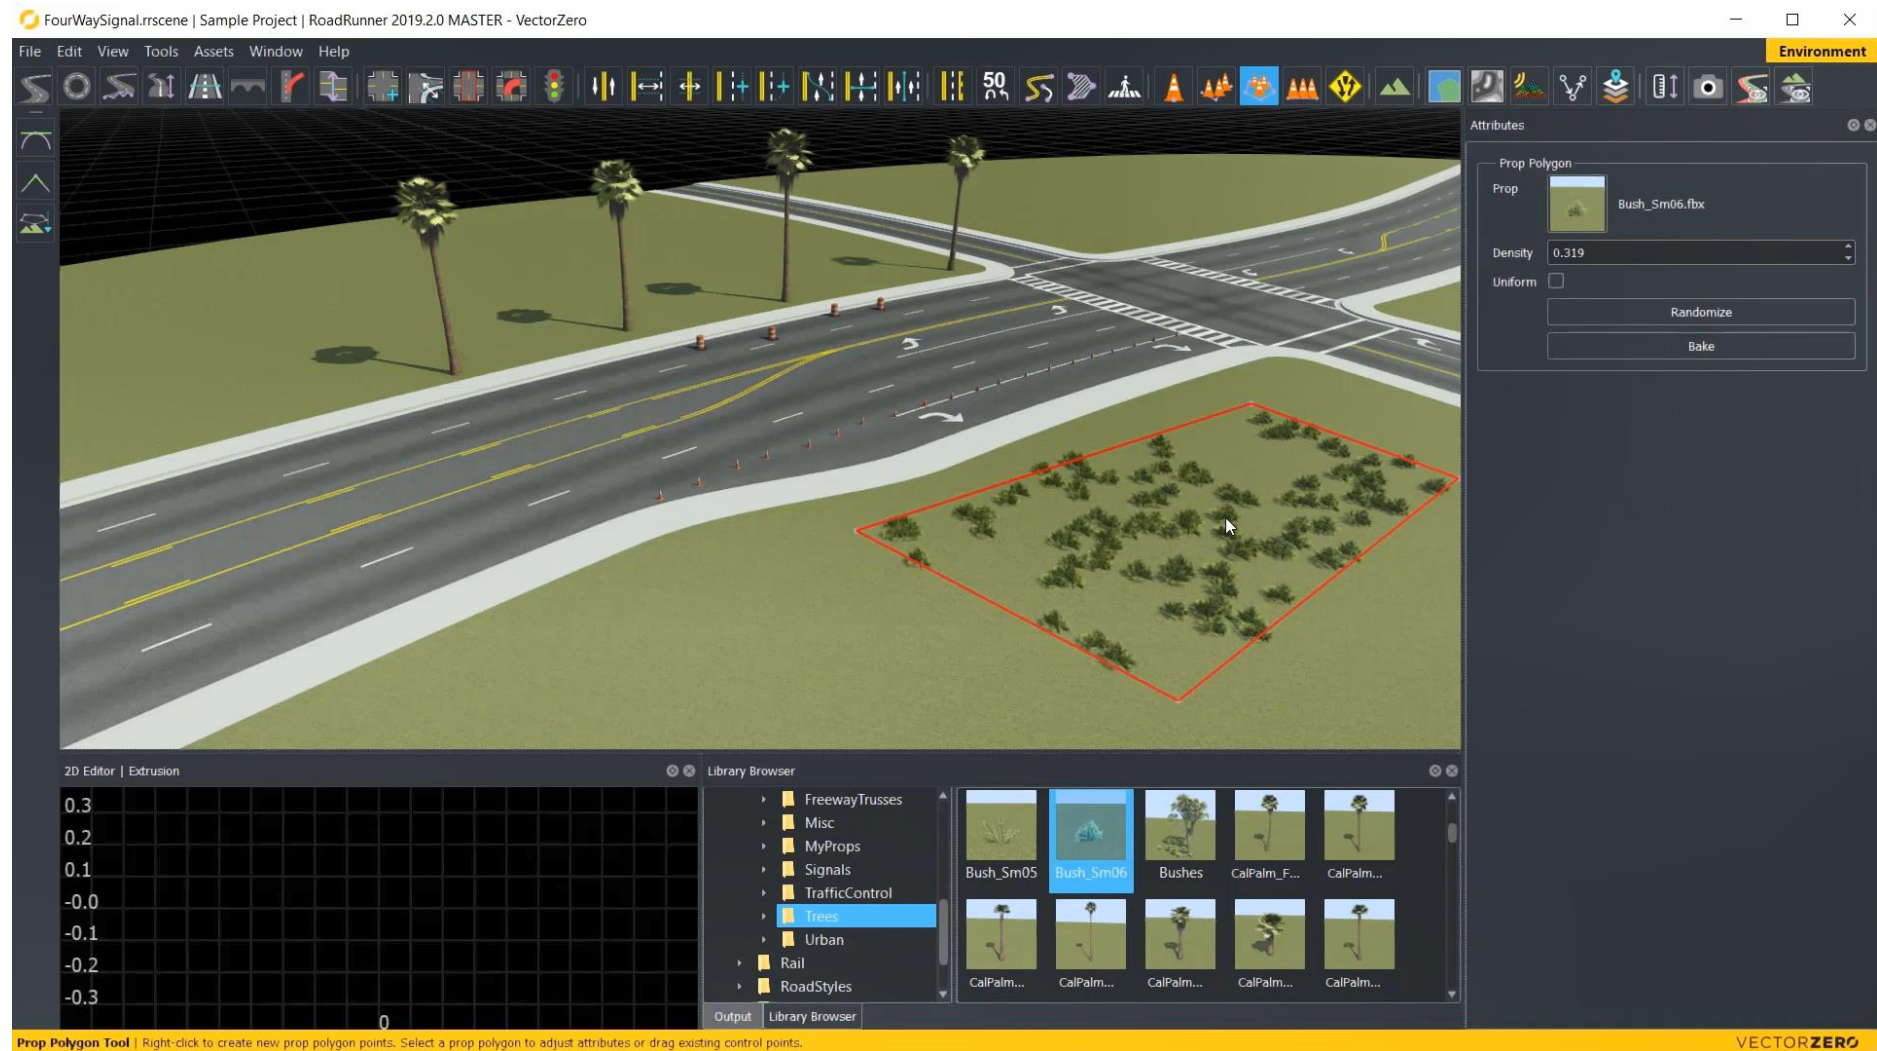 FourWaySignal.rrscene | Sample Project | RoadRunner 2019.2.0 MASTER - VectorZero
File Edit View Tools Assets Window Help
Environment
50
Attributes
Prop Polygon
Prop
Bush_Sm06.fbx
Density 0.319
Uniform
Randomize
Bake
2D Editor | Extrusion
0.3
0.2
0.1
-0.0
-0.1
-0.2
-0.3
0
Library Browser
FreewayTrusses
Misc
MyProps
Signals
TrafficControl
Trees
Urban
Rail
RoadStyles
Bush_Sm05 Bush_Sm06 Bushes CalPalm_F... CalPalm...
CalPalm... CalPalm... CalPalm... CalPalm... CalPalm...
Output Library Browser
Prop Polygon Tool | Right-click to create new prop polygon points. Select a prop polygon to adjust attributes or drag existing control points.
VECTORZERO